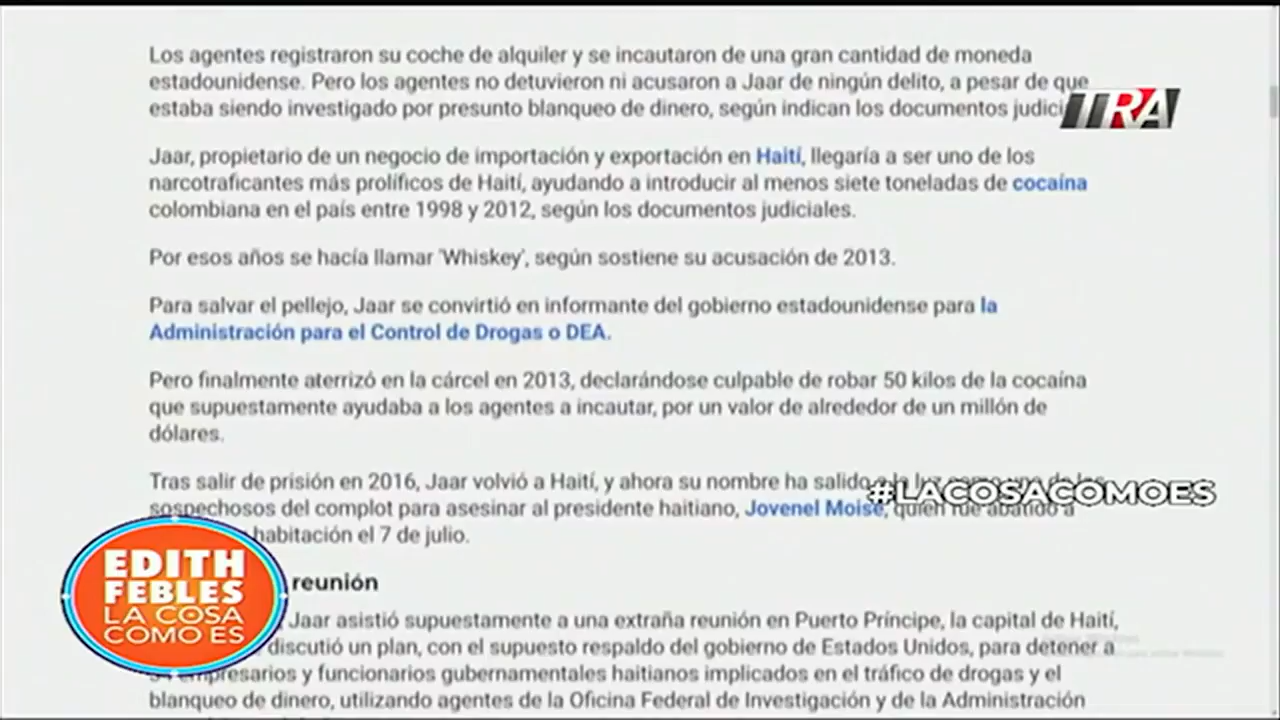 Los agentes registraron su coche de alquiler y se incautaron de una gran cantidad de moneda
estadounidense. Pero los agentes no detuvieron ni acusaron a Jaar de ningún delito, a pesar de que
estaba siendo investigado por presunto blanqueo de dinero, según indican los documentos
TRA
Jaar, propietario de un negocio de importación y exportación en Haití, llegaría a ser uno de los
narcotraficantes más prolíficos de Haití, ayudando a introducir al menos siete toneladas de cocaína
colombiana en el país entre 1998 y 2012, según los documentos judiciales.
Por esos años se hacía llamar 'Whiskey', según sostiene su acusación de 2013.
Para salvar el pellejo, Jaar se convirtió en informante del gobierno estadounidense para la
Administración para el Control de Drogas o DEA.
Pero finalmente aterrizó en la cárcel en 2013, declarándose culpable de robar 50 kilos de la cocaína
que supuestamente ayudaba a los agentes a incautar, por un valor de alrededor de un millón de
dólares.
Tras salir de prisión en 2016, Jaar volvió a Haití, y ahora su nombre ha salido
#LACOSACOMOES
sospechosos del complot para asesinar al presidente haitiano, Jovenel Moïse, quien fue abatido a
habitación el 7 de julio.
EDITH
FEBLES
LA COSA
COMO ES
reunión
Jaar asistió supuestamente a una extraña reunión en Puerto Príncipe, la capital de Haití,
discutió un plan, con el supuesto respaldo del gobierno de Estados Unidos, para detener a
empresarios y funcionarios gubernamentales haitianos implicados en el tráfico de drogas y el
blanqueo de dinero, utilizando agentes de la Oficina Federal de Investigación y de la Administración